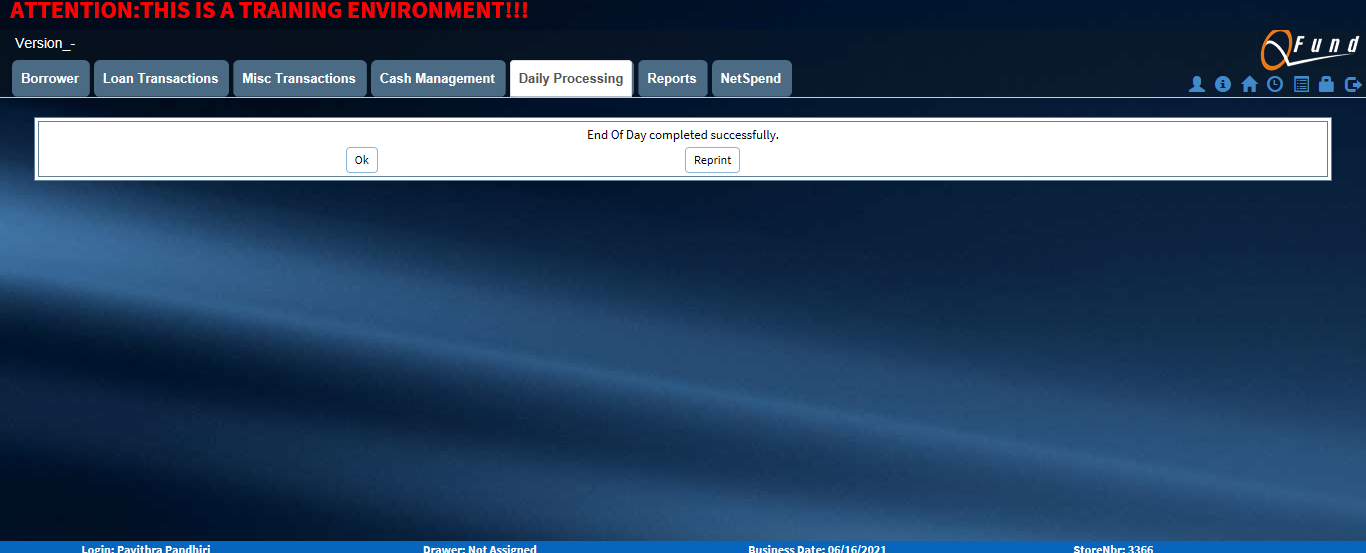 ATTENTION:THIS IS A TRAINING ENVIRONMENT!!!
Version_-
QFund
Borrower Loan Transactions Misc Transactions Cash Management Daily Processing Reports NetSpend
End Of Day completed successfully.
Ok Reprint
Login: Pavithra Pandhiri Drawer: Not Assigned Business Date: 06/16/2021 StoreNbr: 3366